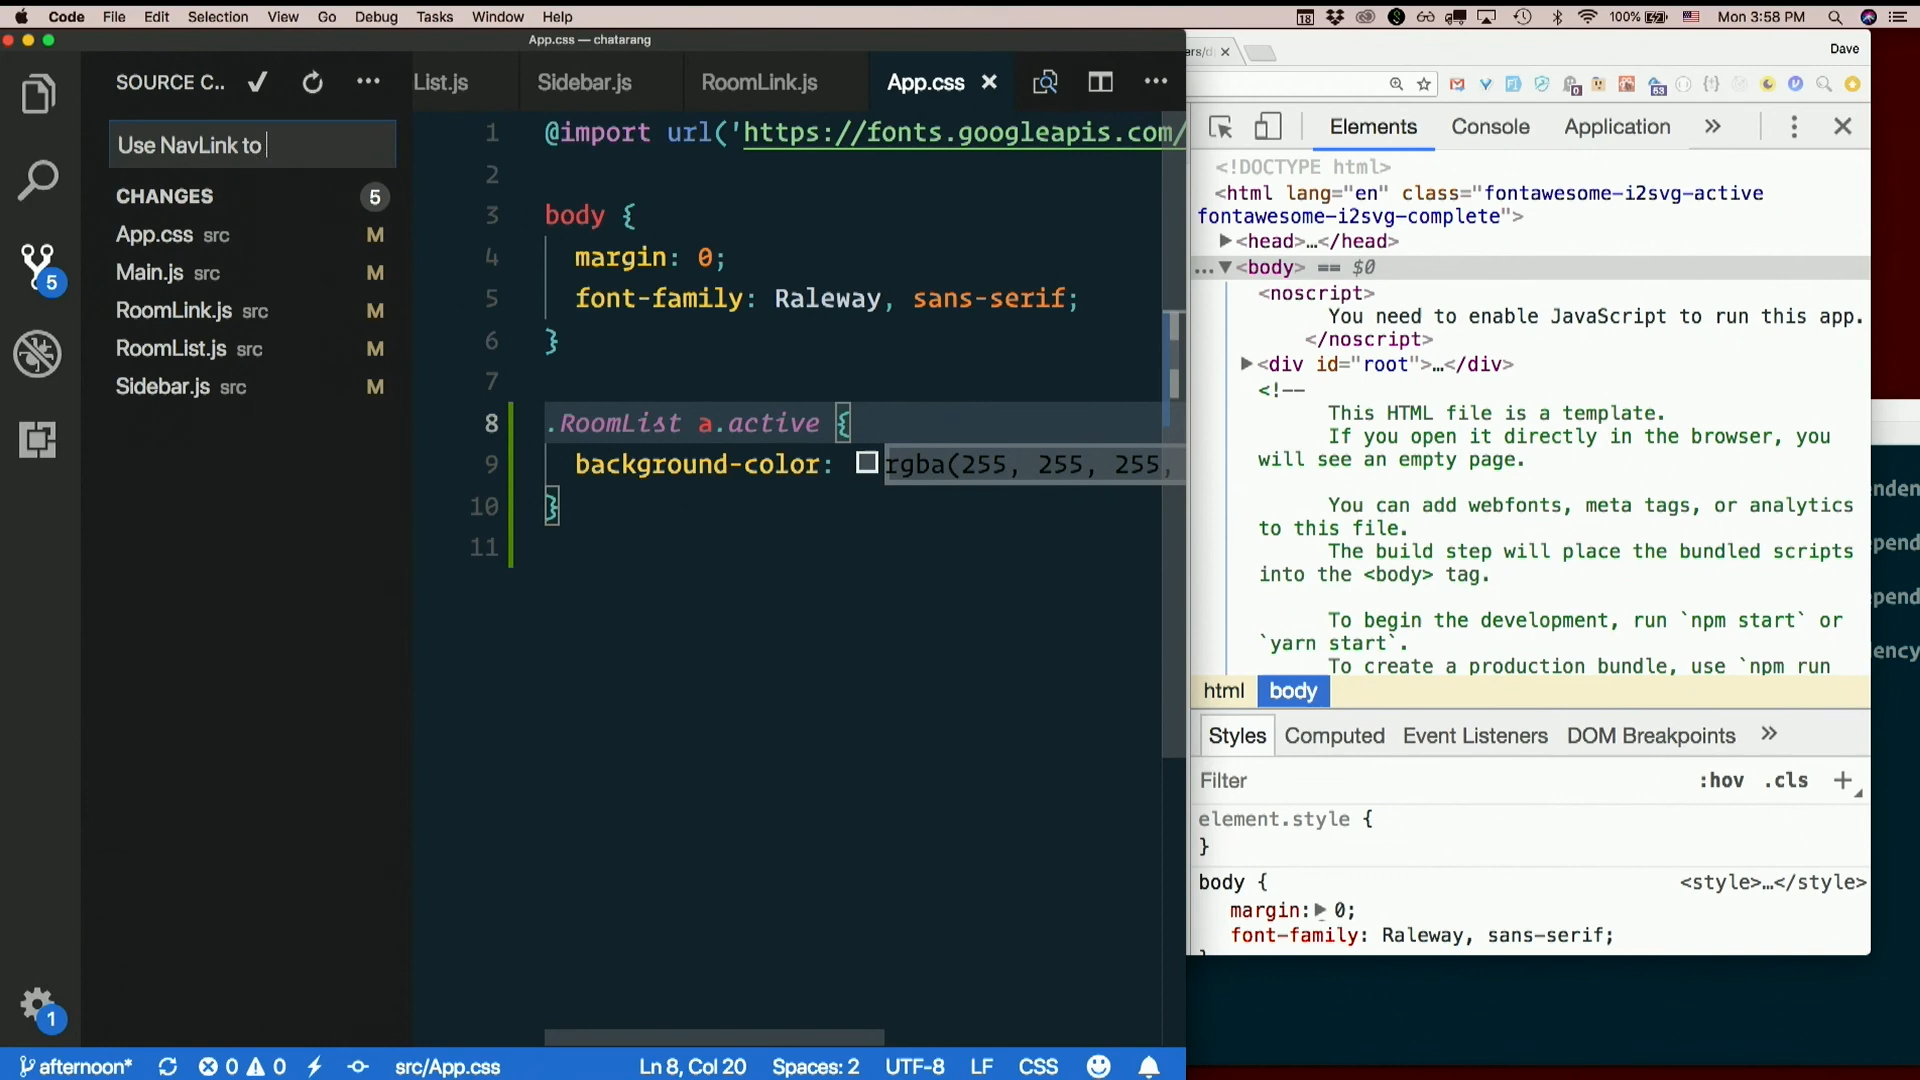 Code File Edit Selection View Go Debug Tasks Window Help
18 100% Mon 3:58 PM
App.css — chatarang
SOURCE C..
Use NavLink to
CHANGES 5
App.css src M
Main.js src M
RoomLink.js src M
RoomList.js src M
Sidebar.js src M
5
1
List.js Sidebar.js RoomLink.js App.css
1 @import url('https://fonts.googleapis.com/
2
3 body {
4 margin: 0;
5 font-family: Raleway, sans-serif;
6 }
7
8 .RoomList a.active {
9 background-color: rgba(255, 255, 255,
10 }
11
afternoon* 0 0 src/App.css Ln 8, Col 20 Spaces: 2 UTF-8 LF CSS
ers/d
Dave
0 53
Elements Console Application »
<!DOCTYPE html>
<html lang="en" class="fontawesome-i2svg-active
fontawesome-i2svg-complete">
<head>…</head>
... <body> == $0
<noscript>
You need to enable JavaScript to run this app.
</noscript>
<div id="root">…</div>
<!--
This HTML file is a template.
If you open it directly in the browser, you
will see an empty page.
You can add webfonts, meta tags, or analytics
to this file.
The build step will place the bundled scripts
into the <body> tag.
To begin the development, run `npm start` or
`yarn start`.
To create a production bundle, use `npm run
html body
Styles Computed Event Listeners DOM Breakpoints »
Filter :hov .cls +
element.style {
}
body { <style>…</style>
margin: 0;
font-family: Raleway, sans-serif;
enden
epend
epend
ency